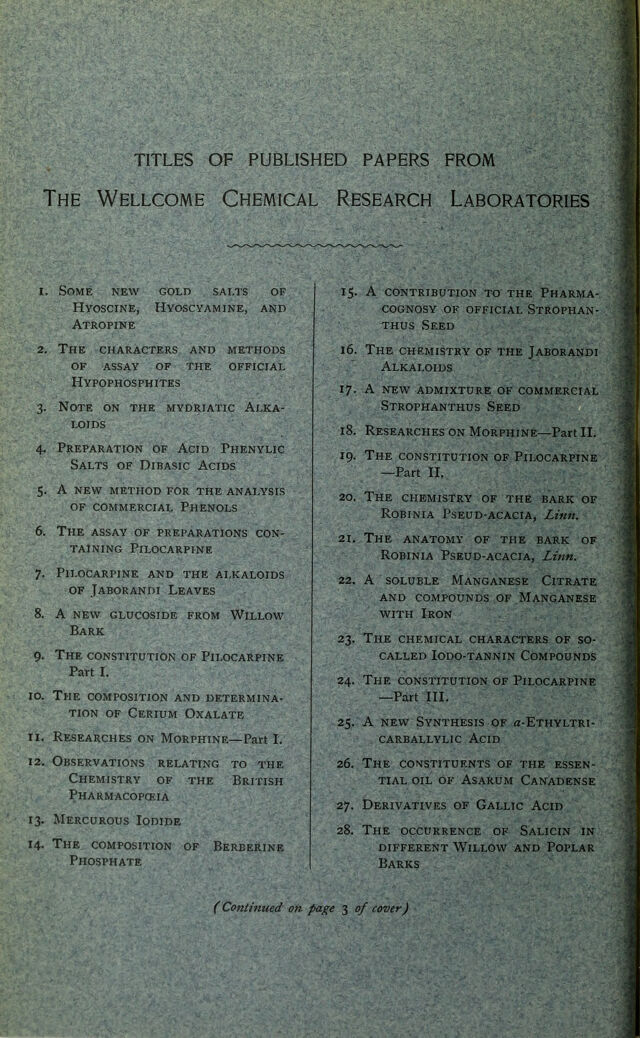 TITLES OF PUBLISHED PAPERS FROM
THE WELLCOME CHEMICAL RESEARCH LABORATORIES
1. SOME NEW GOLD SALTS OF
HYOSCINE, HYOSCYAMINE, AND
ATROPINE
2. THE CHARACTERS AND METHODS
OF ASSAY OF THE OFFICIAL
HYPOPHOSPHITES
3. NOTE ON THE MYDRIATIC ALKA-
LOIDS
4. PREPARATION OF ACID PHENYLIC
SALTS OF DIBASIC ACIDS
5. A NEW METHOD FOR THE ANALYSIS
OF COMMERCIAL PHENOLS
6. THE ASSAY OF PREPARATIONS CON-
TAINING PILOCARPINE
7. PILOCARPINE AND THE ALKALOIDS
OF JABORANDI LEAVES
8. A NEW GLUCOSIDE FROM WILLOW
BARK
9. THE CONSTITUTION OF PILOCARPINE
Part I.
10. THE COMPOSITION AND DETERMINA-
TION OF CERIUM OXALATE
11. RESEARCHES ON MORPHINE—Part I.
12. OBSERVATIONS RELATING TO THE
CHEMISTRY OF THE BRITISH
PHARMACOPŒIA
13. MERCUROUS IODIDE
14. THE COMPOSITION OF BERBERINE
PHOSPHATE
15. A CONTRIBUTION TO THE PHARMA-
COGNOSY OF OFFICIAL STROPHAN-
THUS SEED
16. THE CHEMISTRY OF THE JABORANDI
ALKALOIDS
17. A NEW ADMIXTURE OF COMMERCIAL
STROPHANTHUS SEED
18. RESEARCHES ON MORPHINE—Part II.
19. THE CONSTITUTION OF PILOCARPINE
—Part II.
20. THE CHEMISTRY OF THE BARK OF
ROBINIA PSEUD-ACACIA, Linn.
21. THE ANATOMY OF THE BARK OF
ROBINIA PSEUD-ACACIA, Linn.
22. A SOLUBLE MANGANESE CITRATE
AND COMPOUNDS OF MANGANESE
WITH IRON
23. THE CHEMICAL CHARACTERS OF SO-
CALLED IODO-TANNIN COMPOUNDS
24. THE CONSTITUTION OF PILOCARPINE
—Part III.
25. A NEW SYNTHESIS OF α-ETHYLTRI-
CARBALLYLIC ACID
26. THE CONSTITUENTS OF THE ESSEN-
TIAL OIL OF ASARUM CANADENSE
27. DERIVATIVES OF GALLIC ACID
28. THE OCCURRENCE OF SALICIN IN
DIFFERENT WILLOW AND POPLAR
BARKS
(Continued on page 3 of cover)